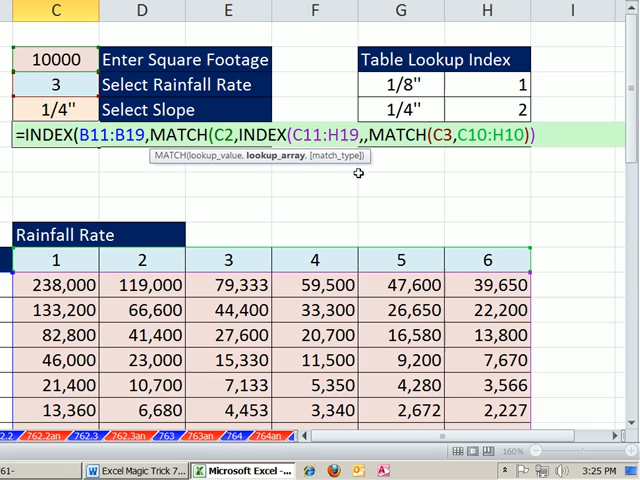 C D E F G H I
10000 Enter Square Footage Table Lookup Index
3 Select Rainfall Rate 1/8" 1
1/4" Select Slope 1/4" 2
=INDEX(B11:B19,MATCH(C2,INDEX(C11:H19,,MATCH(C3,C10:H10))
MATCH(lookup_value, lookup_array, [match_type])
Rainfall Rate
1 2 3 4 5 6
238,000 119,000 79,333 59,500 47,600 39,650
133,200 66,600 44,400 33,300 26,650 22,200
82,800 41,400 27,600 20,700 16,580 13,800
46,000 23,000 15,330 11,500 9,200 7,670
21,400 10,700 7,133 5,350 4,280 3,566
13,360 6,680 4,453 3,340 2,672 2,227
2.2 762.2an 762.3 762.3an 763 763an 764 764an
160%
761- Excel Magic Trick 7... Microsoft Excel -... 3:25 PM